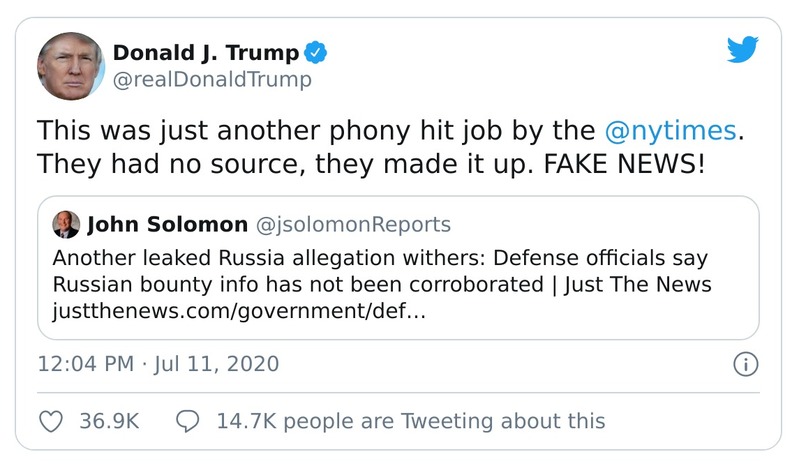 Donald J. Trump
@realDonaldTrump
This was just another phony hit job by the @nytimes.
They had no source, they made it up. FAKE NEWS!
John Solomon @jsolomonReports
Another leaked Russia allegation withers: Defense officials say
Russian bounty info has not been corroborated | Just The News
justthenews.com/government/def…
12:04 PM · Jul 11, 2020
36.9K 14.7K people are Tweeting about this